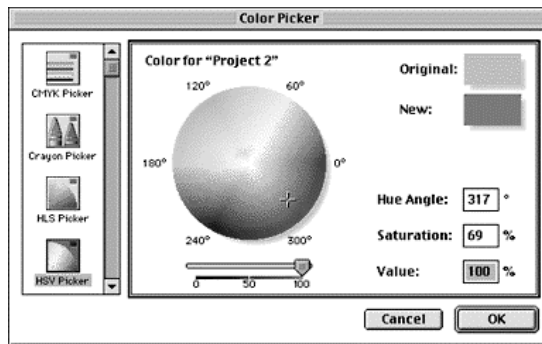 Color Picker
CMYK Picker
Crayon Picker
HLS Picker
HSV Picker
Color for “Project 2”
120°
60°
180°
0°
240°
300°
0
50
100
Original:
New:
Hue Angle: 317 °
Saturation: 69 %
Value: 100 %
Cancel
OK